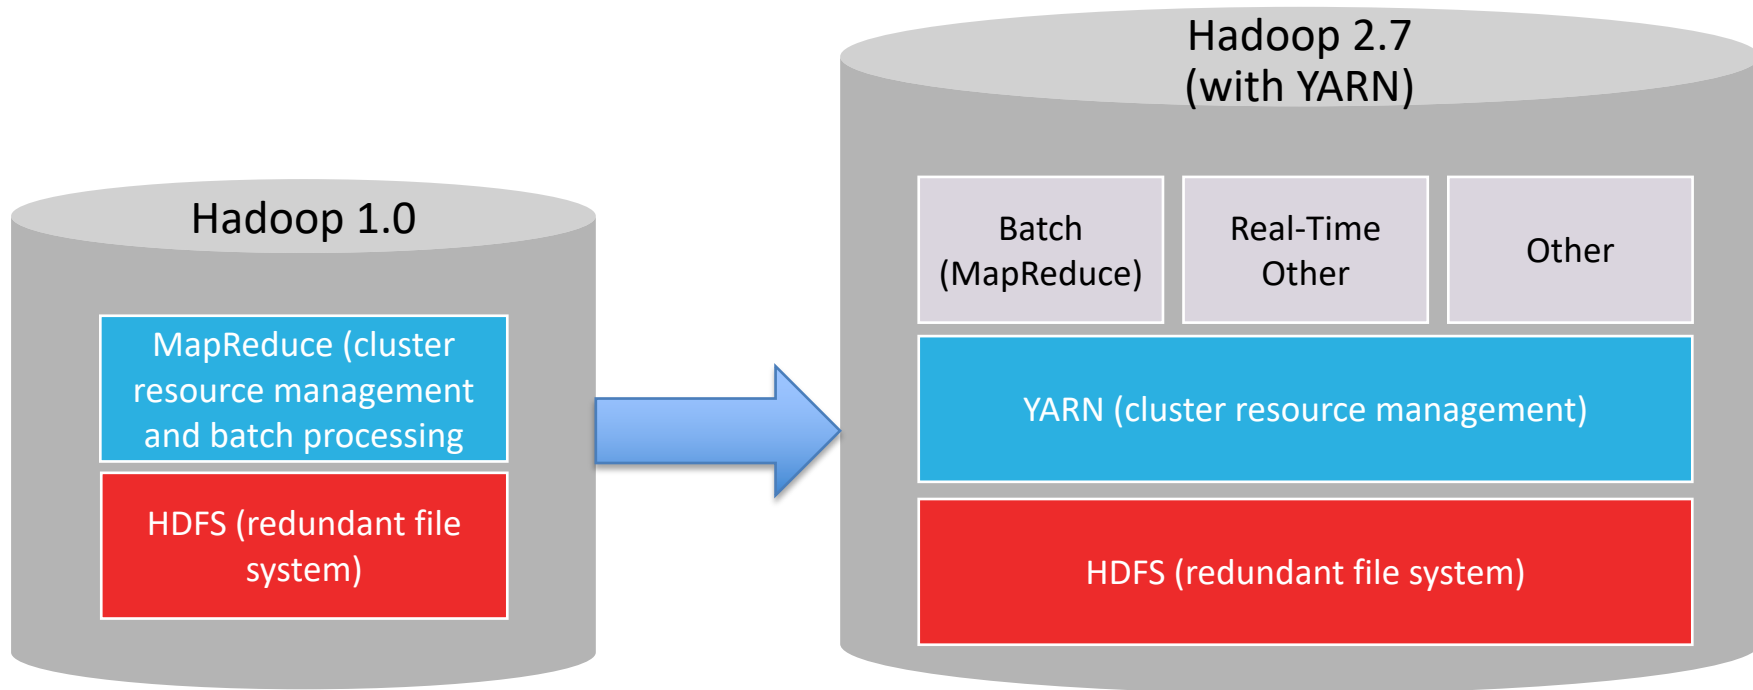 Hadoop 1.0
MapReduce (cluster
resource management
and batch processing
HDFS (redundant file
system)
Hadoop 2.7
(with YARN)
Batch
(MapReduce)
Real-Time
Other
Other
YARN (cluster resource management)
HDFS (redundant file system)